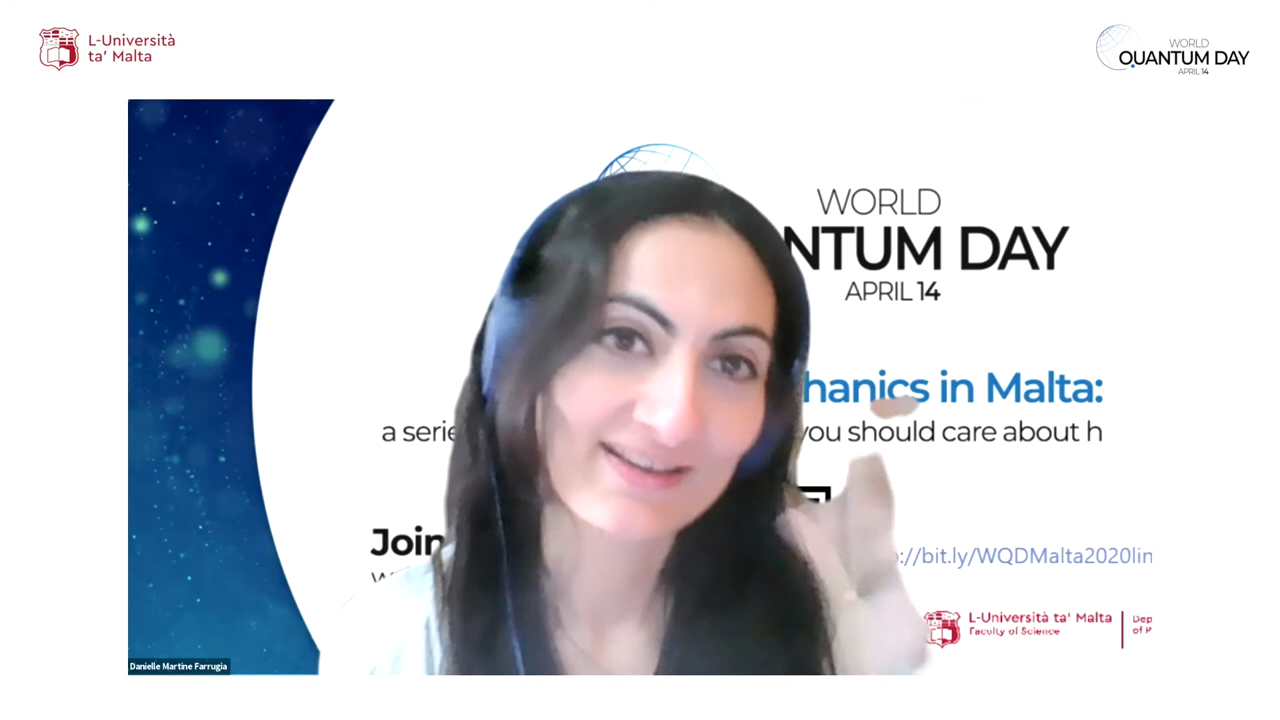 L-Università
ta' Malta
WORLD
QUANTUM DAY
APRIL 14
WORLD
NTUM DAY
APRIL 14
hanics in Malta:
a serie you should care about h
Join
://bit.ly/WQDMalta2020lin
L-Università ta' Malta
Faculty of Science
Dep
of P
Danielle Martine Farrugia